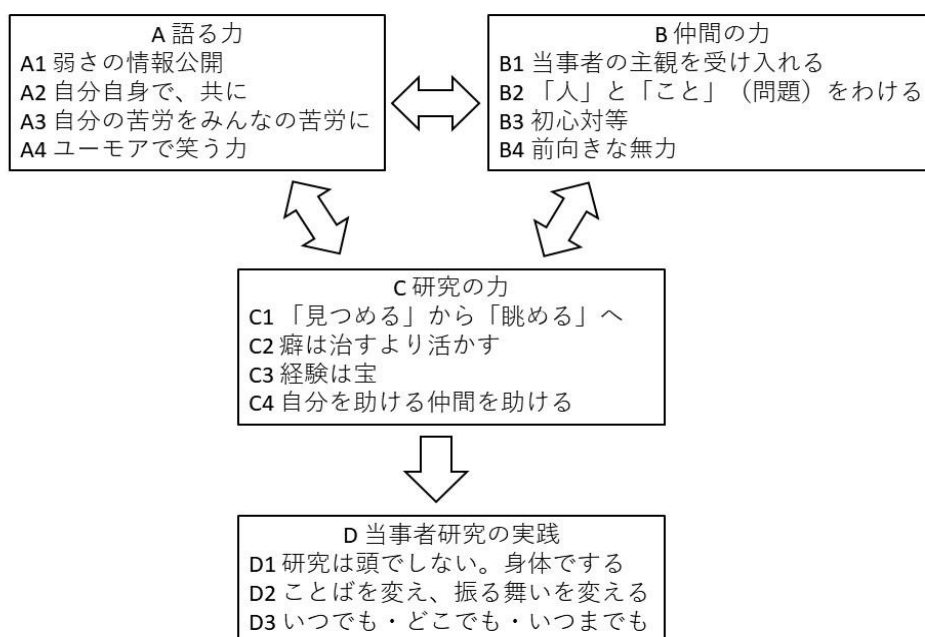 A 語る力
A1 弱さの情報公開
A2 自分自身で、共に
A3 自分の苦労をみんなの苦労に
A4 ユーモアで笑う力
B 仲間の力
B1 当事者の主観を受け入れる
B2 「人」と「こと」（問題）をわける
B3 初心対等
B4 前向きな無力
C 研究の力
C1 「見つめる」から「眺める」へ
C2 癖は治すより活かす
C3 経験は宝
C4 自分を助ける仲間を助ける
D 当事者研究の実践
D1 研究は頭でしない。身体でする
D2 ことばを変え、振る舞いを変える
D3 いつでも・どこでも・いつまでも